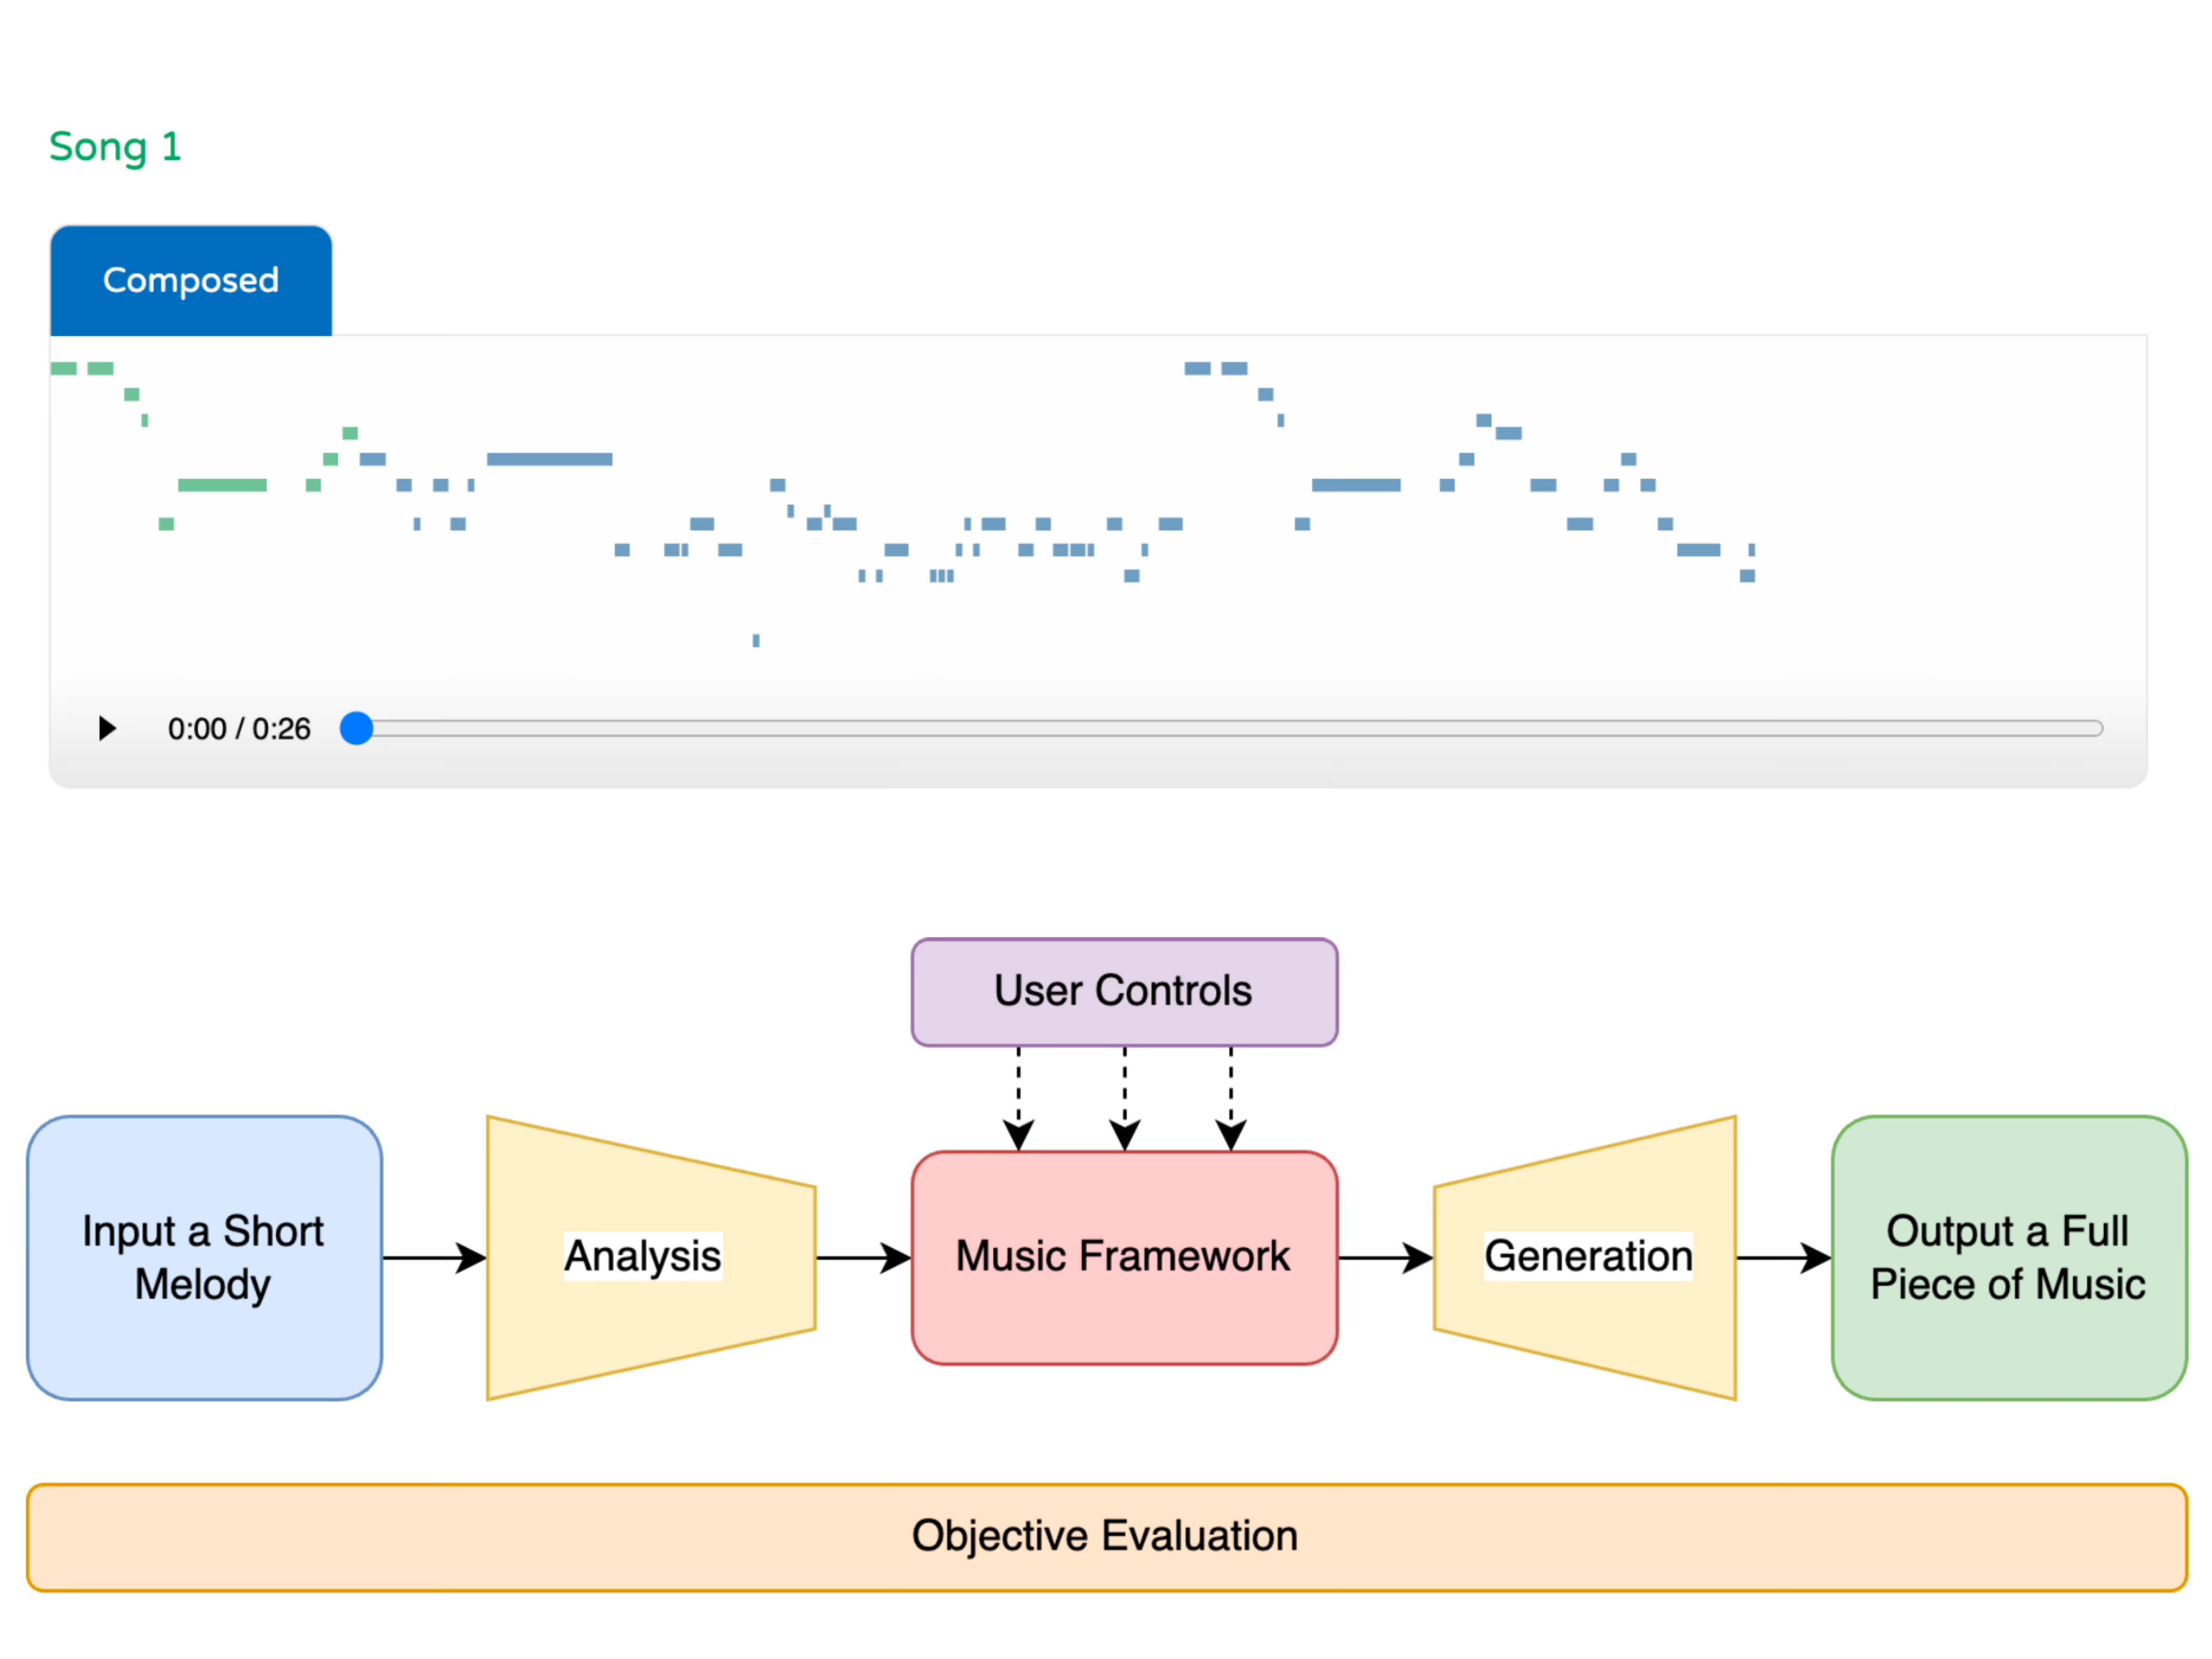 Song 1
Composed
0:00 / 0:26
User Controls
Input a Short
Melody
Analysis
Music Framework
Generation
Output a Full
Piece of Music
Objective Evaluation